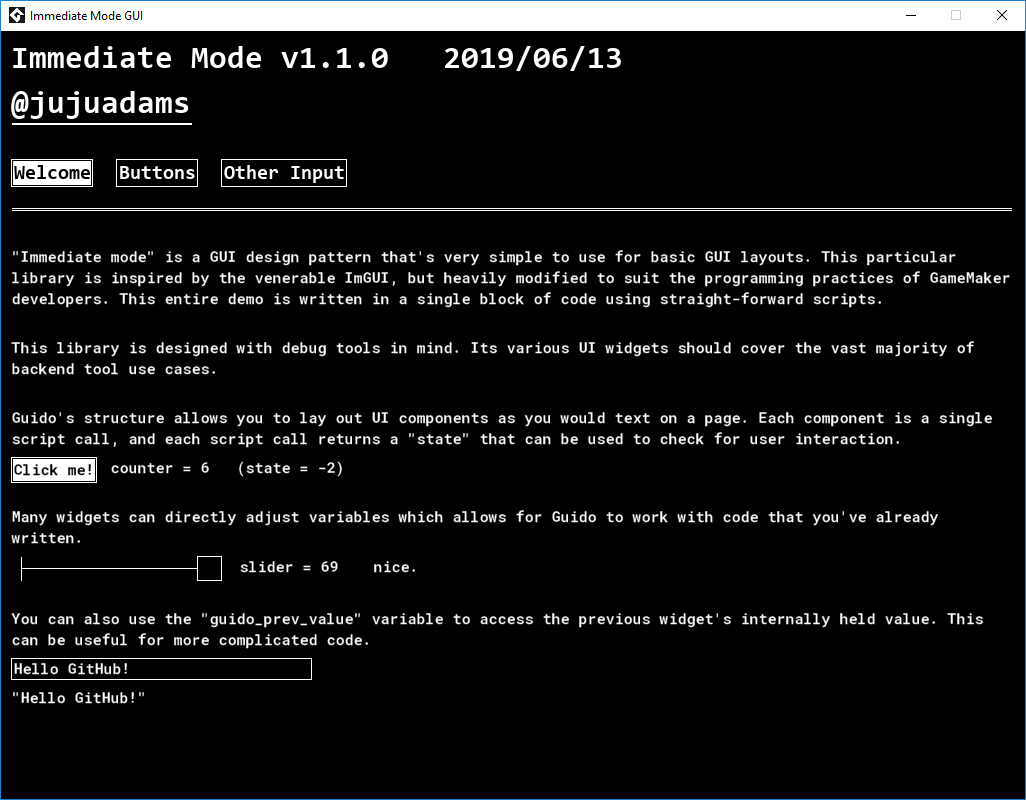 Immediate Mode GUI
Immediate Mode v1.1.0   2019/06/13
@jujuadams
Welcome   Buttons   Other Input
"Immediate mode" is a GUI design pattern that's very simple to use for basic GUI layouts. This particular
library is inspired by the venerable ImGUI, but heavily modified to suit the programming practices of GameMaker
developers. This entire demo is written in a single block of code using straight-forward scripts.
This library is designed with debug tools in mind. Its various UI widgets should cover the vast majority of
backend tool use cases.
Guido's structure allows you to lay out UI components as you would text on a page. Each component is a single
script call, and each script call returns a "state" that can be used to check for user interaction.
Click me!   counter = 6   (state = -2)
Many widgets can directly adjust variables which allows for Guido to work with code that you've already
written.
slider = 69   nice.
You can also use the "guido_prev_value" variable to access the previous widget's internally held value. This
can be useful for more complicated code.
Hello GitHub!
"Hello GitHub!"